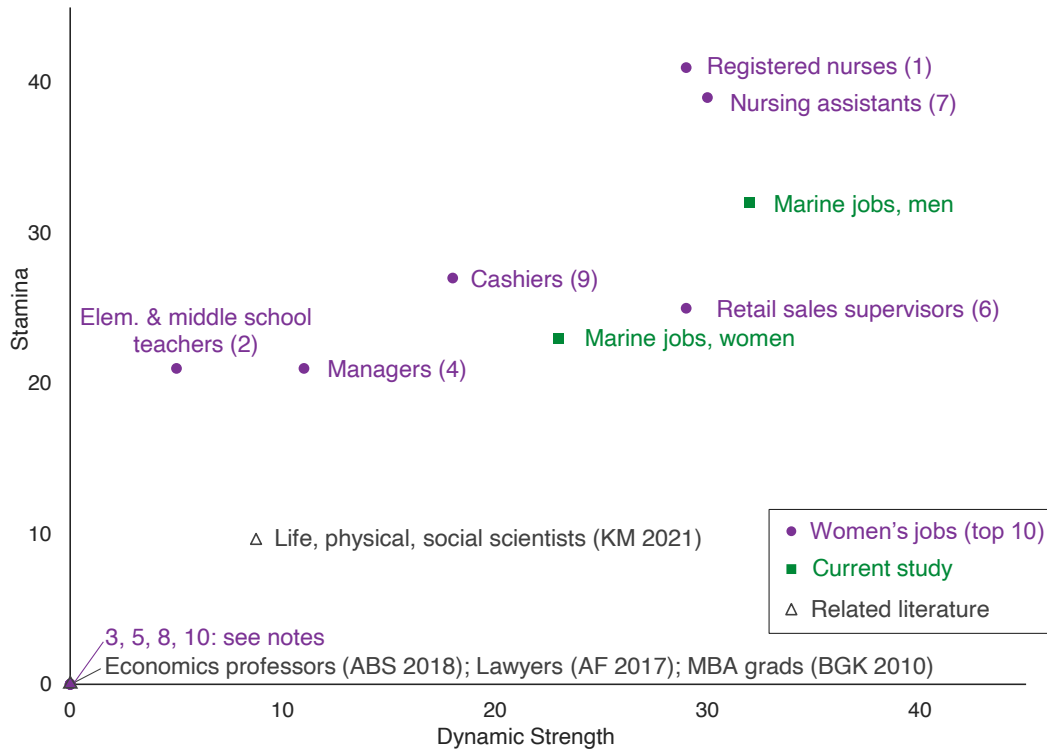 40
Registered nurses (1)
Nursing assistants (7)
Marine jobs, men
30
Cashiers (9)
Retail sales supervisors (6)
Elem. & middle school
teachers (2)
Marine jobs, women
Stamina
Managers (4)
20
10
Life, physical, social scientists (KM 2021)
Women's jobs (top 10)
Current study
Related literature
3, 5, 8, 10: see notes
Economics professors (ABS 2018); Lawyers (AF 2017); MBA grads (BGK 2010)
0
0
10
20
30
40
Dynamic Strength